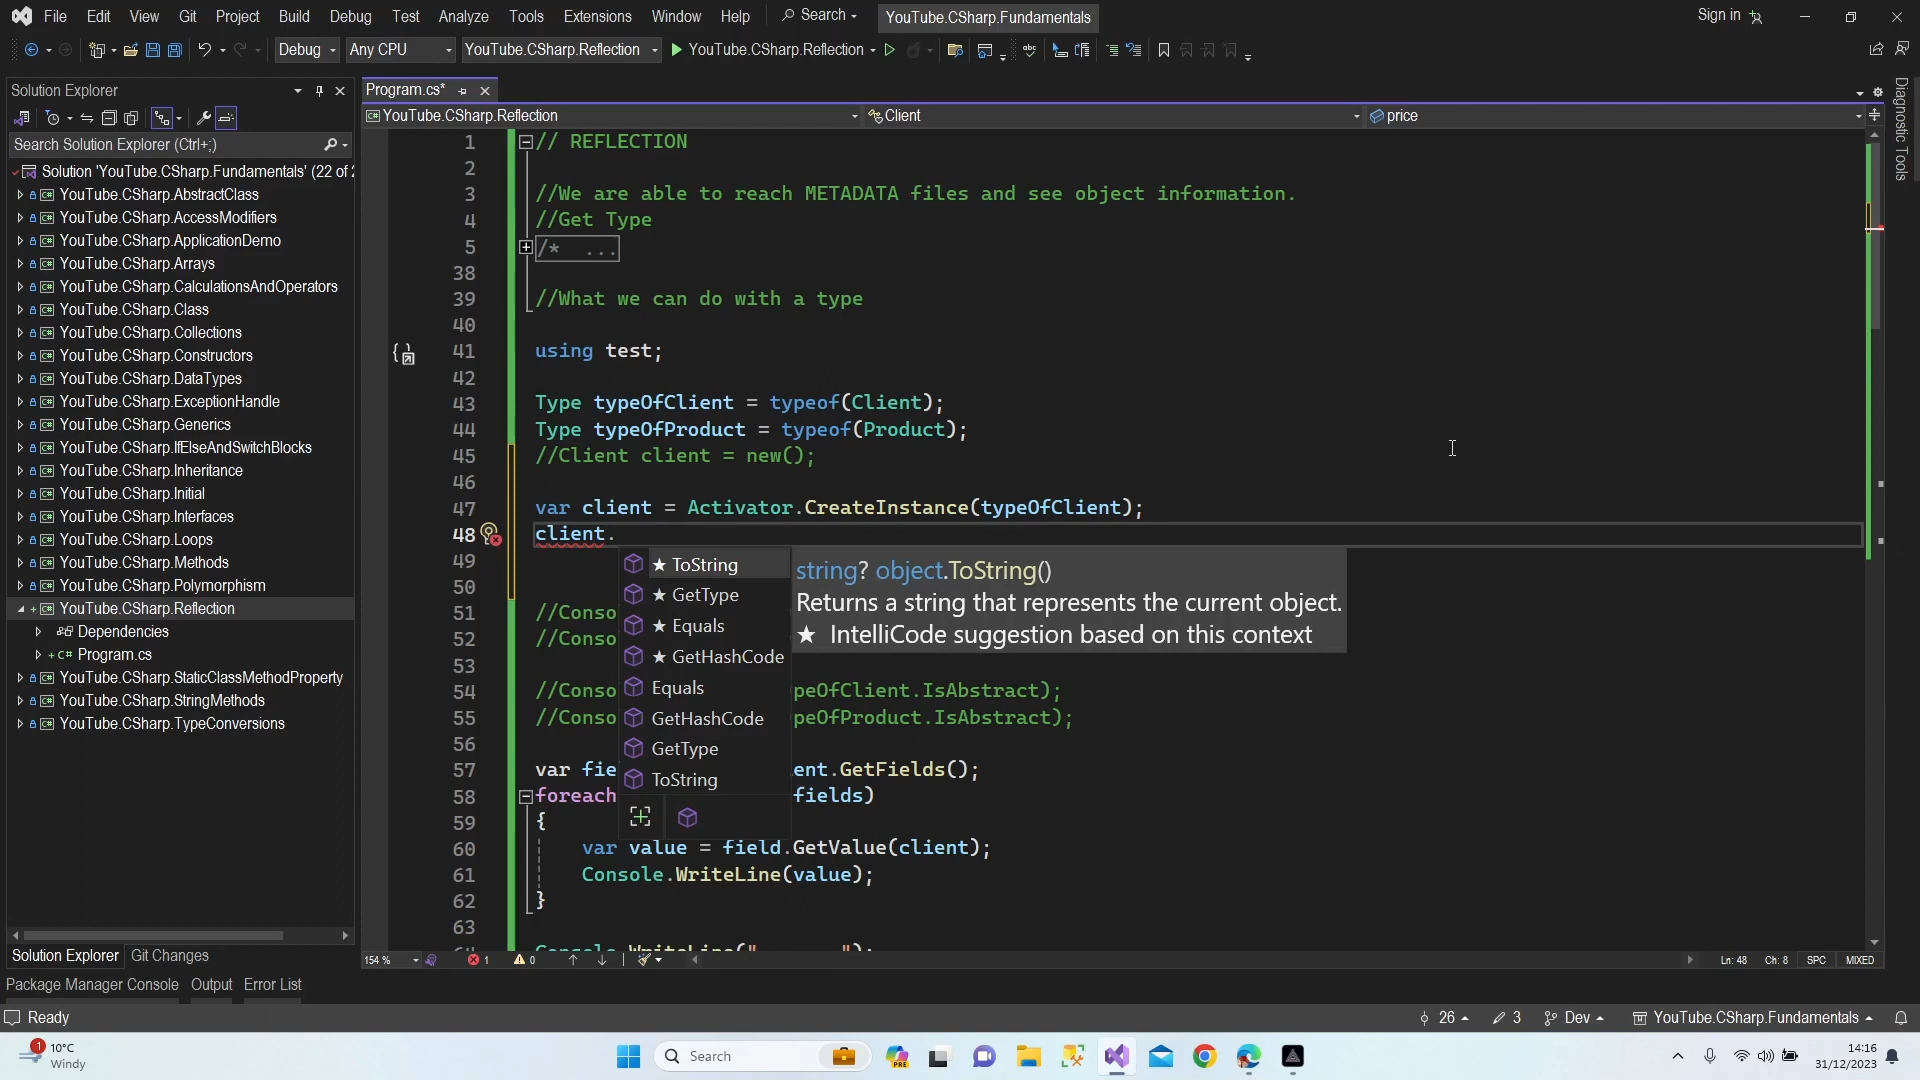 File Edit View Git Project Build Debug Test Analyze Tools Extensions Window Help Search YouTube.CSharp.Fundamentals Sign in
Debug Any CPU YouTube.CSharp.Reflection YouTube.CSharp.Reflection
Solution Explorer
Search Solution Explorer (Ctrl+;)
Solution 'YouTube.CSharp.Fundamentals' (22 of
YouTube.CSharp.AbstractClass
YouTube.CSharp.AccessModifiers
YouTube.CSharp.ApplicationDemo
YouTube.CSharp.Arrays
YouTube.CSharp.CalculationsAndOperators
YouTube.CSharp.Class
YouTube.CSharp.Collections
YouTube.CSharp.Constructors
YouTube.CSharp.DataTypes
YouTube.CSharp.ExceptionHandle
YouTube.CSharp.Generics
YouTube.CSharp.IfElseAndSwitchBlocks
YouTube.CSharp.Inheritance
YouTube.CSharp.Initial
YouTube.CSharp.Interfaces
YouTube.CSharp.Loops
YouTube.CSharp.Methods
YouTube.CSharp.Polymorphism
YouTube.CSharp.Reflection
Dependencies
Program.cs
YouTube.CSharp.StaticClassMethodProperty
YouTube.CSharp.StringMethods
YouTube.CSharp.TypeConversions
Solution Explorer Git Changes
Program.cs*
YouTube.CSharp.Reflection Client price
1 // REFLECTION
2
3 //We are able to reach METADATA files and see object information.
4 //Get Type
5 /* ...
38
39 //What we can do with a type
40
41 using test;
42
43 Type typeOfClient = typeof(Client);
44 Type typeOfProduct = typeof(Product);
45 //Client client = new();
46
47 var client = Activator.CreateInstance(typeOfClient);
48 client.
49
50
51 //Conso
52 //Conso
53
54 //Conso peOfClient.IsAbstract);
55 //Conso peOfProduct.IsAbstract);
56
57 var fie ent.GetFields();
58 foreach fields)
59 {
60 var value = field.GetValue(client);
61 Console.WriteLine(value);
62 }
63
★ ToString
★ GetType
★ Equals
★ GetHashCode
Equals
GetHashCode
GetType
ToString
string? object.ToString()
Returns a string that represents the current object.
★ IntelliCode suggestion based on this context
Diagnostic Tools
154 % 1 0 Ln: 48 Ch: 8 SPC MIXED
Package Manager Console Output Error List
Ready 26 3 Dev YouTube.CSharp.Fundamentals
1 10°C
Windy
Search
PRE
14:16
31/12/2023